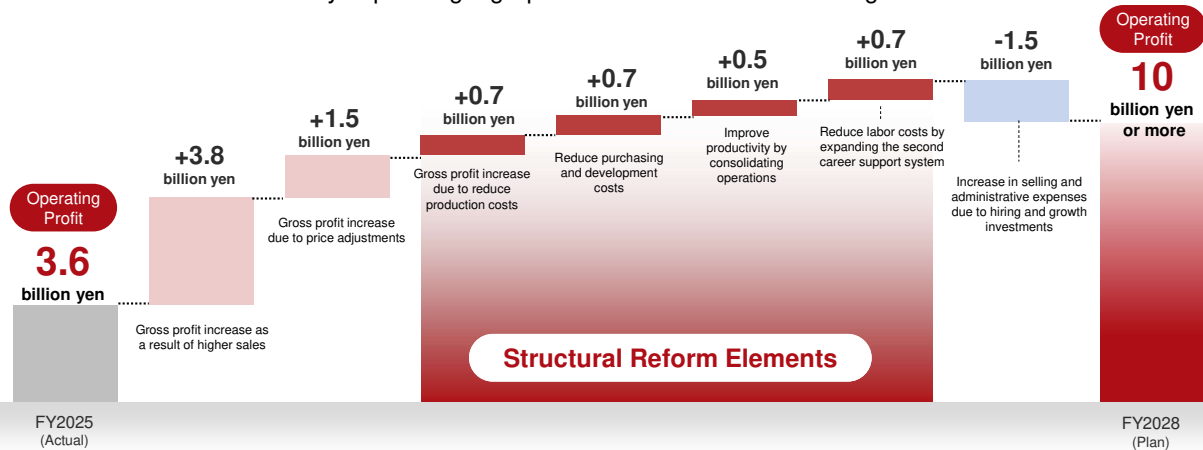 Operating
Profit
3.6
billion yen
+3.8
billion yen
Gross profit increase as
a result of higher sales
+1.5
billion yen
Gross profit increase
due to price adjustments
+0.7
billion yen
Gross profit increase
due to reduce
production costs
+0.7
billion yen
Reduce purchasing
and development
costs
+0.5
billion yen
Improve
productivity by
consolidating
operations
+0.7
billion yen
Reduce labor costs by
expanding the second
career support system
-1.5
billion yen
Increase in selling and
administrative expenses
due to hiring and growth
investments
Operating
Profit
10
billion yen
or more
Structural Reform Elements
FY2025
(Actual)
FY2028
(Plan)